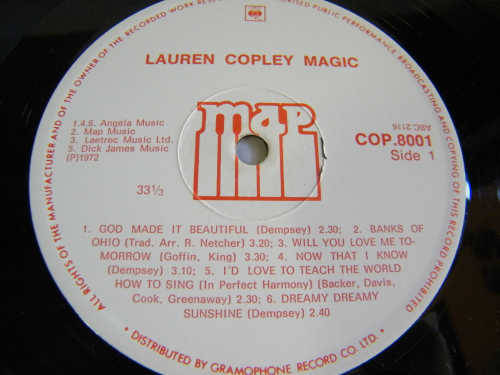 ALL RIGHTS OF THE MANUFACTURER AND OF THE OWNER OF THE RECORDED WORK RESERVED. UNAUTHORISED PUBLIC PERFORMANCE, BROADCASTING AND COPYING OF THIS RECORD PROHIBITED
LAUREN COPLEY MAGIC
map
1.4.6. Angela Music
2. Map Music
3. Laetrec Music Ltd.
5. Dick James Music
(P)1972
33⅓
COP.8001
Side 1
ABC 2116
1. GOD MADE IT BEAUTIFUL (Dempsey) 2.30; 2. BANKS OF
OHIO (Trad. Arr. R. Netcher) 3.20; 3. WILL YOU LOVE ME TO-
MORROW (Goffin, King) 3.30; 4. NOW THAT I KNOW
(Dempsey) 3.10; 5. I'D LOVE TO TEACH THE WORLD
HOW TO SING (In Perfect Harmony) (Backer, Davis,
Cook, Greenaway) 2.30; 6. DREAMY DREAMY
SUNSHINE (Dempsey) 2.40
• DISTRIBUTED BY GRAMOPHONE RECORD CO LTD. •